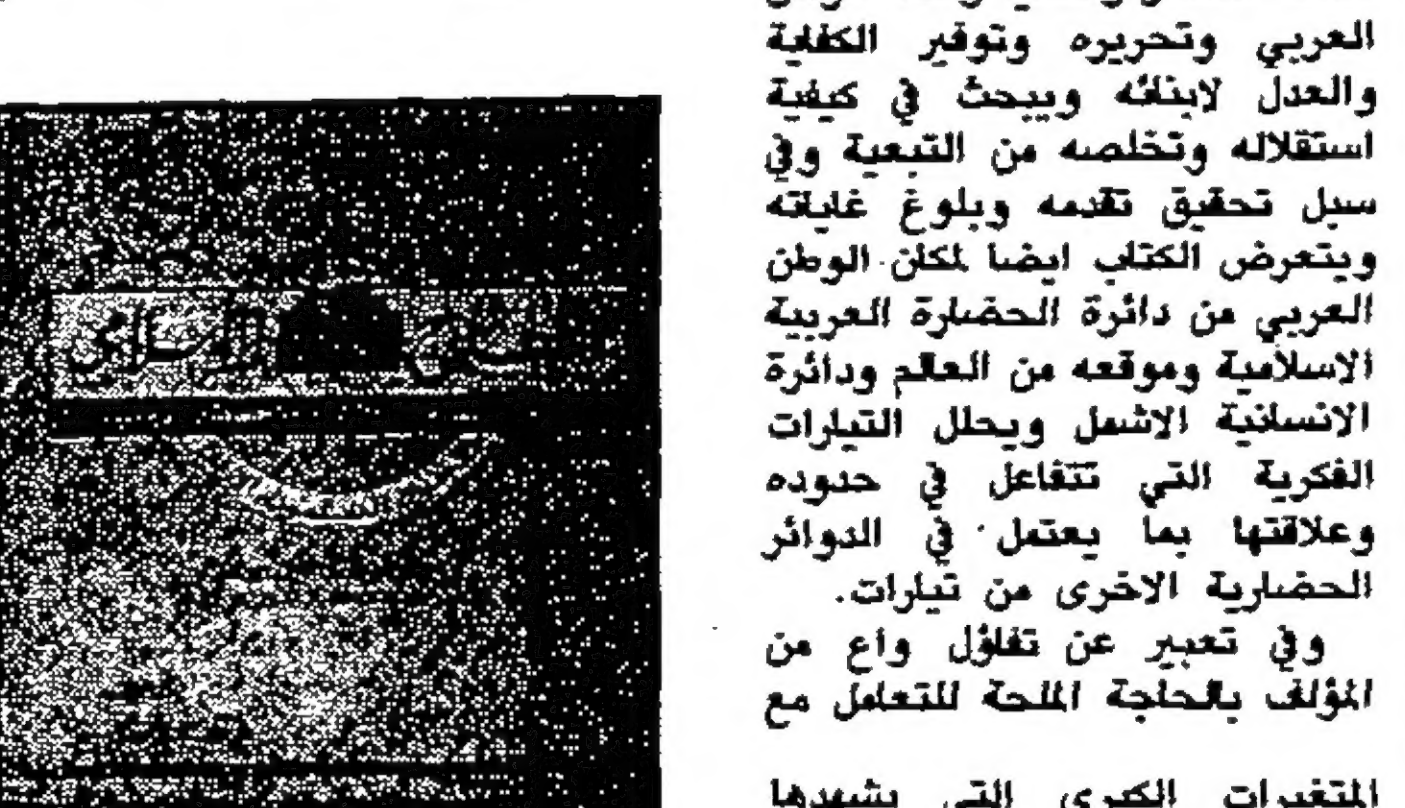 العربي وتحريره وتوفير الكفاية
والعدل لابنائه ويبحث في كيفية
استقلاله وتخلصه من التبعية وفي
سبل تحقيق تقدمه وبلوغ غاياته
ويتعرض الكتاب ايضا لمكان الوطن
العربي من دائرة الحضارة العربية
الاسلامية وموقعه من العالم ودائرة
الانسانية الاشمل ويحلل التيارات
الفكرية التي تتفاعل في حدوده
وعلاقتها بما يعتمل في الدوائر
الحضارية الاخرى من تيارات.
وفي تعبير عن تفاؤل واع من
المؤلف بالحاجة الملحة للتعامل مع
المتغيرات الكبرى التي يشهدها